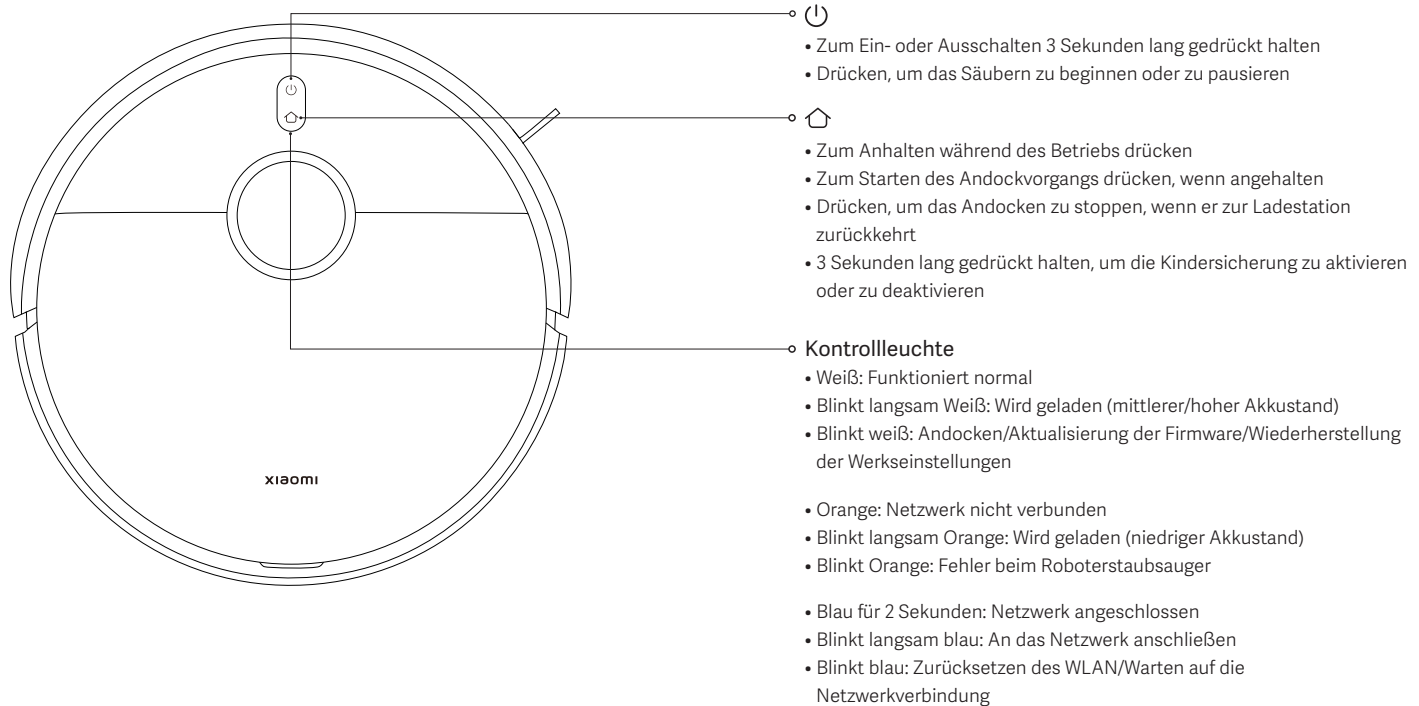 • Zum Ein- oder Ausschalten 3 Sekunden lang gedrückt halten
• Drücken, um das Säubern zu beginnen oder zu pausieren
• Zum Anhalten während des Betriebs drücken
• Zum Starten des Andockvorgangs drücken, wenn angehalten
• Drücken, um das Andocken zu stoppen, wenn er zur Ladestation
zurückkehrt
• 3 Sekunden lang gedrückt halten, um die Kindersicherung zu aktivieren
oder zu deaktivieren
Kontrollleuchte
• Weiß: Funktioniert normal
• Blinkt langsam Weiß: Wird geladen (mittlerer/hoher Akkustand)
• Blinkt weiß: Andocken/Aktualisierung der Firmware/Wiederherstellung
der Werkseinstellungen
• Orange: Netzwerk nicht verbunden
• Blinkt langsam Orange: Wird geladen (niedriger Akkustand)
• Blinkt Orange: Fehler beim Roboterstaubsauger
• Blau für 2 Sekunden: Netzwerk angeschlossen
• Blinkt langsam blau: An das Netzwerk anschließen
• Blinkt blau: Zurücksetzen des WLAN/Warten auf die
Netzwerkverbindung
xiaomi